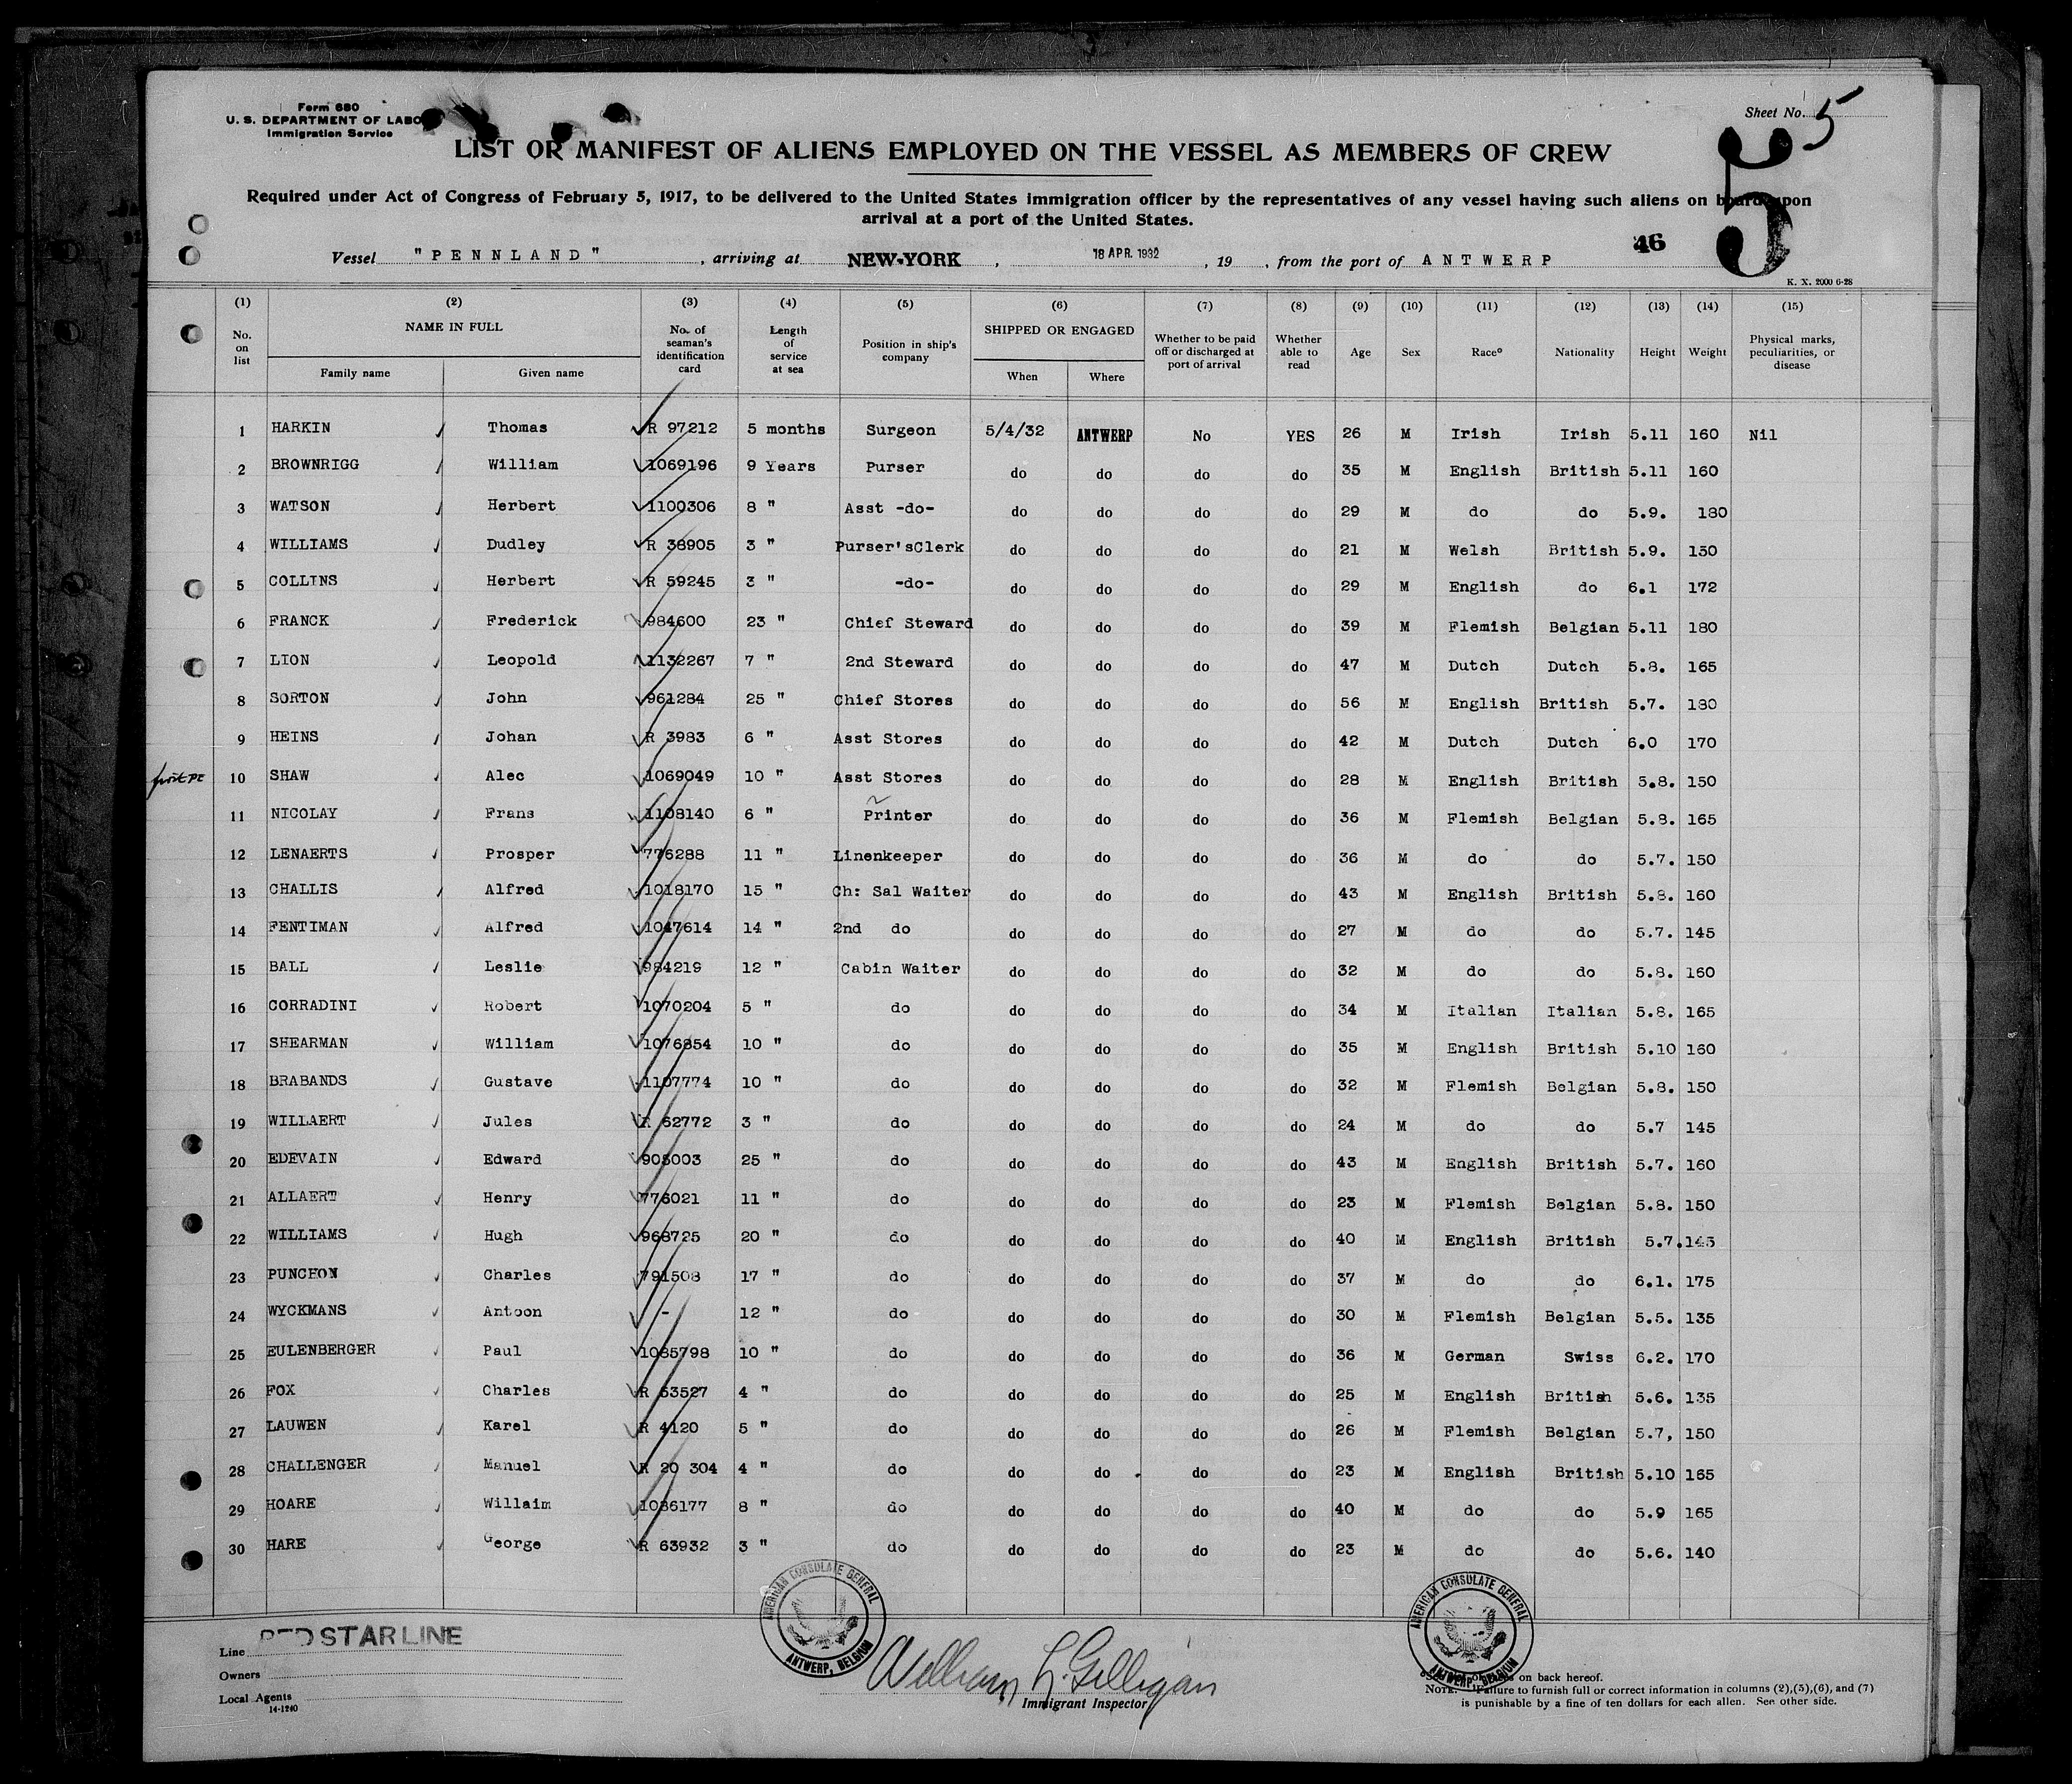 Form 680
U. S. DEPARTMENT OF LABO
Immigration Service
Sheet No. 5
5
LIST OR MANIFEST OF ALIENS EMPLOYED ON THE VESSEL AS MEMBERS OF CREW
Required under Act of Congress of February 5, 1917, to be delivered to the United States immigration officer by the representatives of any vessel having such aliens on board upon
arrival at a port of the United States.
46
Vessel "PENNLAND", arriving at NEW-YORK, 18 APR. 1932, 19 , from the port of ANTWERP
K. X. 2000 6-28
(1) (2) (3) (4) (5) (6) (7) (8) (9) (10) (11) (12) (13) (14) (15)
No. on list NAME IN FULL Family name Given name No. of seaman's identification card Length of service at sea Position in ship's company SHIPPED OR ENGAGED When Where Whether to be paid off or discharged at port of arrival Whether able to read Age Sex Race* Nationality Height Weight Physical marks, peculiarities, or disease
1 HARKIN Thomas R 97212 5 months Surgeon 5/4/32 ANTWERP No YES 26 M Irish Irish 5.11 160 Nil
2 BROWNRIGG William 1069196 9 Years Purser do do do do 35 M English British 5.11 160
3 WATSON Herbert 1100306 8 " Asst -do- do do do do 29 M do do 5.9. 180
4 WILLIAMS Dudley R 38905 3 " Purser'sClerk do do do do 21 M Welsh British 5.9. 150
5 COLLINS Herbert R 59245 3 " -do- do do do do 29 M English do 6.1 172
6 FRANCK Frederick 984600 23 " Chief Steward do do do do 39 M Flemish Belgian 5.11 180
7 LION Leopold 1132267 7 " 2nd Steward do do do do 47 M Dutch Dutch 5.8. 165
8 SORTON John 961284 25 " Chief Stores do do do do 56 M English British 5.7. 180
9 HEINS Johan R 3983 6 " Asst Stores do do do do 42 M Dutch Dutch 6.0 170
10 SHAW Alec 1069049 10 " Asst Stores do do do do 28 M English British 5.8. 150
11 NICOLAY Frans 1108140 6 " Printer do do do do 36 M Flemish Belgian 5.8. 165
12 LENAERTS Prosper 776288 11 " Linenkeeper do do do do 36 M do do 5.7. 150
13 CHALLIS Alfred 1018170 15 " Ch: Sal Waiter do do do do 43 M English British 5.8. 160
14 FENTIMAN Alfred 1047614 14 " 2nd do do do do do 27 M do do 5.7. 145
15 BALL Leslie 984219 12 " Cabin Waiter do do do do 32 M do do 5.8. 160
16 CORRADINI Robert 1070204 5 " do do do do do 34 M Italian Italian 5.8. 165
17 SHEARMAN William 1076854 10 " do do do do do 35 M English British 5.10 160
18 BRABANDS Gustave 1107774 10 " do do do do do 32 M Flemish Belgian 5.8. 150
19 WILLAERT Jules R 62772 3 " do do do do do 24 M do do 5.7 145
20 EDEVAIN Edward 905003 25 " do do do do do 43 M English British 5.7. 160
21 ALLAERT Henry 776021 11 " do do do do do 23 M Flemish Belgian 5.8. 150
22 WILLIAMS Hugh 968725 20 " do do do do do 40 M English British 5.7. 145
23 PUNCHON Charles 791508 17 " do do do do do 37 M do do 6.1. 175
24 WYCKMANS Antoon - 12 " do do do do do 30 M Flemish Belgian 5.5. 135
25 EULENBERGER Paul 1085798 10 " do do do do do 36 M German Swiss 6.2. 170
26 FOX Charles R 63527 4 " do do do do do 25 M English British 5.6. 135
27 LAUWEN Karel R 4120 5 " do do do do do 26 M Flemish Belgian 5.7, 150
28 CHALLENGER Manuel R 20 304 4 " do do do do do 23 M English British 5.10 165
29 HOARE Willaim 1086177 8 " do do do do do 40 M do do 5.9 165
30 HARE George R 63932 3 " do do do do do 23 M do do 5.6. 140
AMERICAN CONSULATE GENERAL ANTWERP, BELGIUM
AMERICAN CONSULATE GENERAL ANTWERP, BELGIUM
Line RED STAR LINE
Owners
Local Agents
14-1240
William L. Gilligan
Immigrant Inspector
on back hereof.
NOTE. Failure to furnish full or correct information in columns (2),(5),(6), and (7)
is punishable by a fine of ten dollars for each alien. See other side.